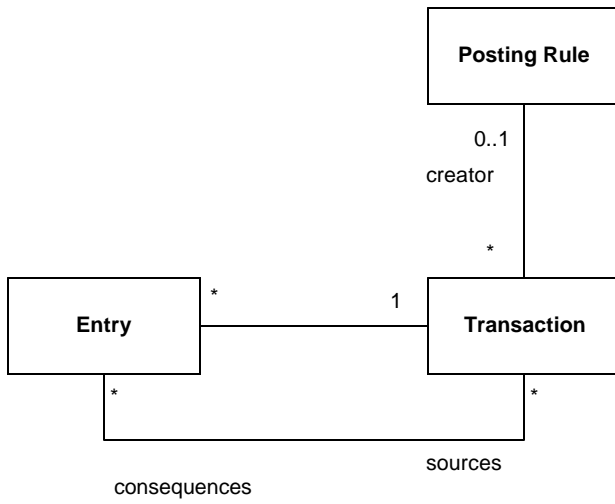 Posting Rule
0..1
creator
*
*
1
Entry
Transaction
*
*
sources
consequences